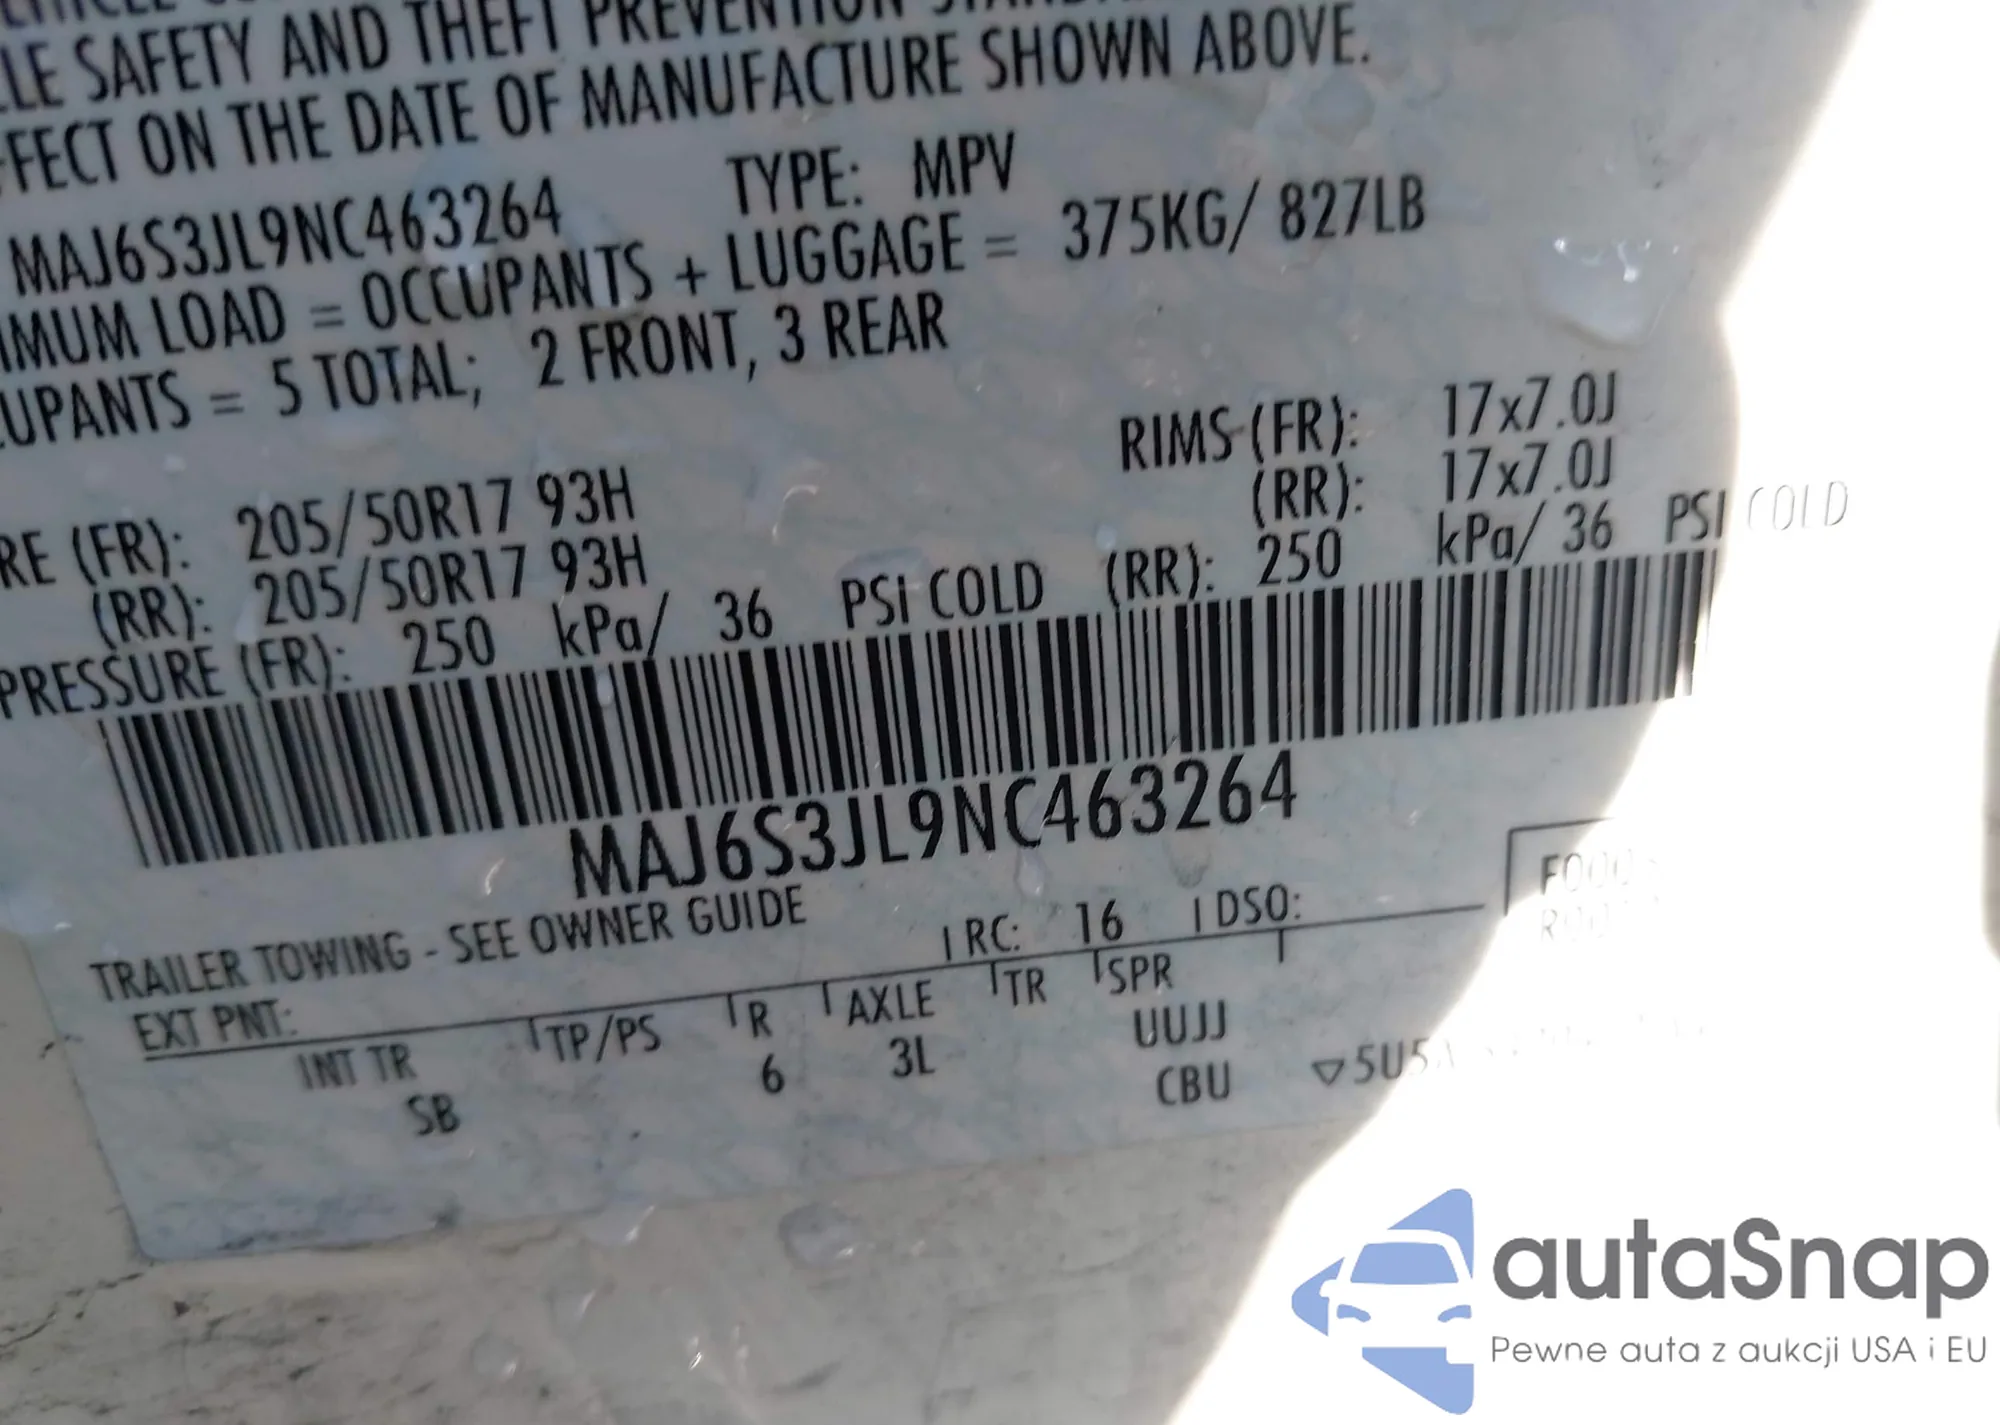 LE SAFETY AND THEFT PREVENTION
FFECT ON THE DATE OF MANUFACTURE SHOWN ABOVE.
MAJ6S3JL9NC463264 TYPE: MPV
IMUM LOAD = OCCUPANTS + LUGGAGE = 375KG/ 827LB
UPANTS = 5 TOTAL; 2 FRONT, 3 REAR
RIMS (FR): 17x7.0J
RE (FR): 205/50R17 93H (RR): 17x7.0J
(RR): 205/50R17 93H
PRESSURE (FR): 250 kPa/ 36 PSI COLD (RR): 250 kPa/ 36 PSI COLD
MAJ6S3JL9NC463264
TRAILER TOWING - SEE OWNER GUIDE
EXT PNT: RC: 16 DSO:
INT TR TP/PS R AXLE TR SPR
SB 6 3L UUJJ
CBU ▽5U5
autaSnap
Pewne auta z aukcji USA i EU